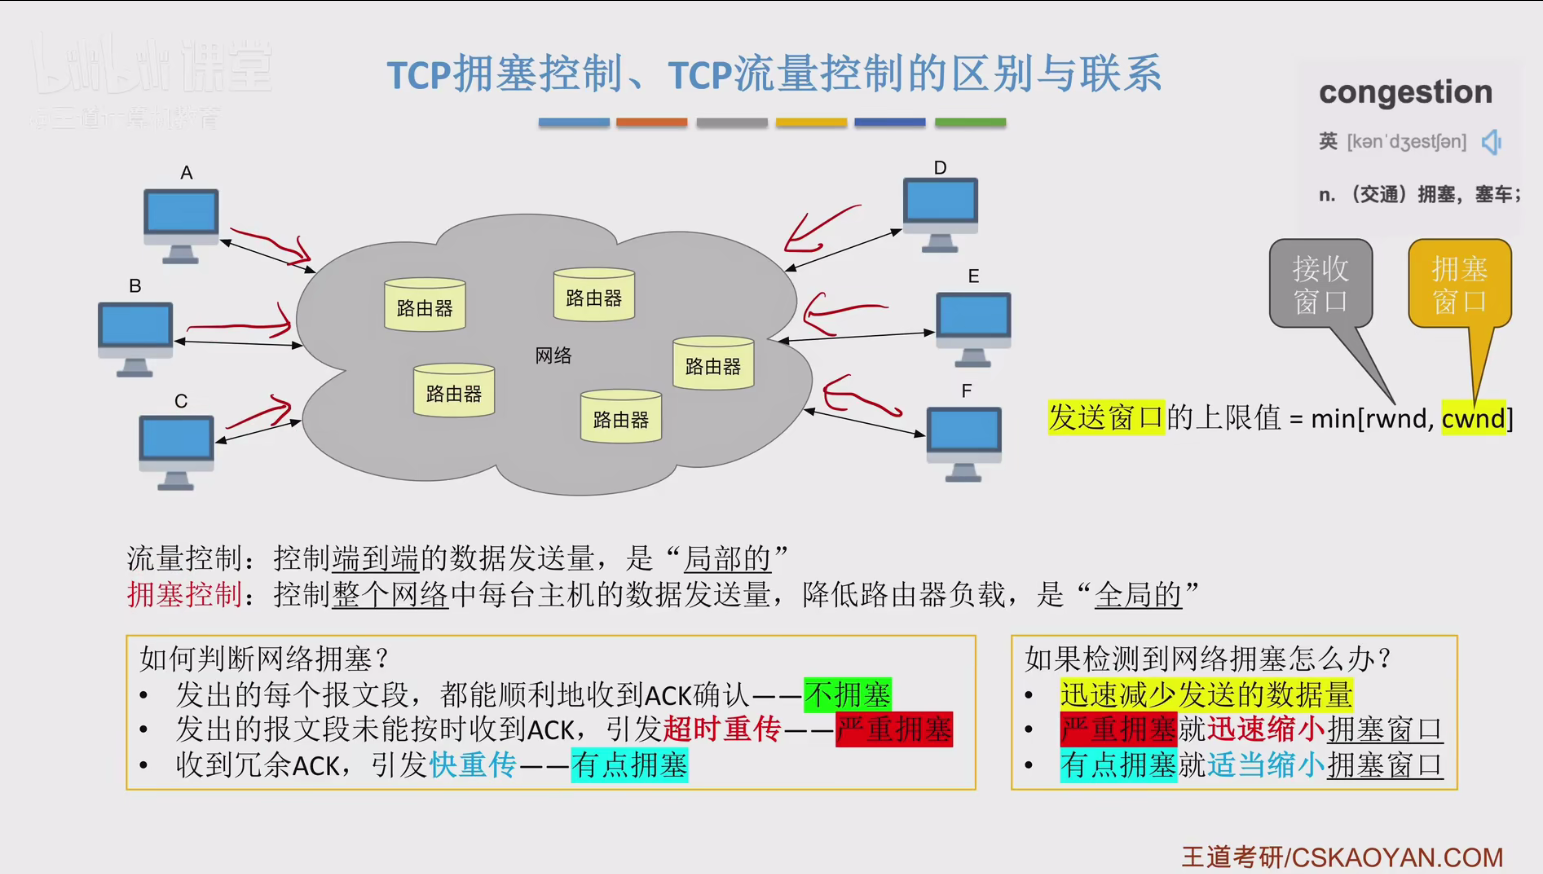 bilibili课堂
TCP拥塞控制、TCP流量控制的区别与联系
congestion
英 [kənˈdʒestʃən]
n. （交通）拥塞，塞车；
A
D
B
E
C
F
路由器
路由器
网络
路由器
路由器
路由器
接收
窗口
拥塞
窗口
发送窗口的上限值 = min[rwnd, cwnd]
流量控制：控制端到端的数据发送量，是“局部的”
拥塞控制：控制整个网络中每台主机的数据发送量，降低路由器负载，是“全局的”
如何判断网络拥塞？
• 发出的每个报文段，都能顺利地收到ACK确认——不拥塞
• 发出的报文段未能按时收到ACK，引发超时重传——严重拥塞
• 收到冗余ACK，引发快重传——有点拥塞
如果检测到网络拥塞怎么办？
• 迅速减少发送的数据量
• 严重拥塞就迅速缩小拥塞窗口
• 有点拥塞就适当缩小拥塞窗口
王道考研/CSKAOYAN.COM